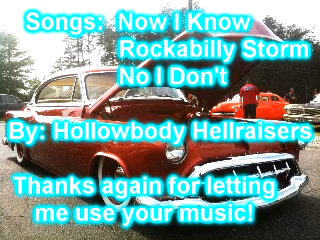 Songs: Now I Know
Rockabilly Storm
No I Don't
By: Hollowbody Hellraisers
Thanks again for letting
me use your music!